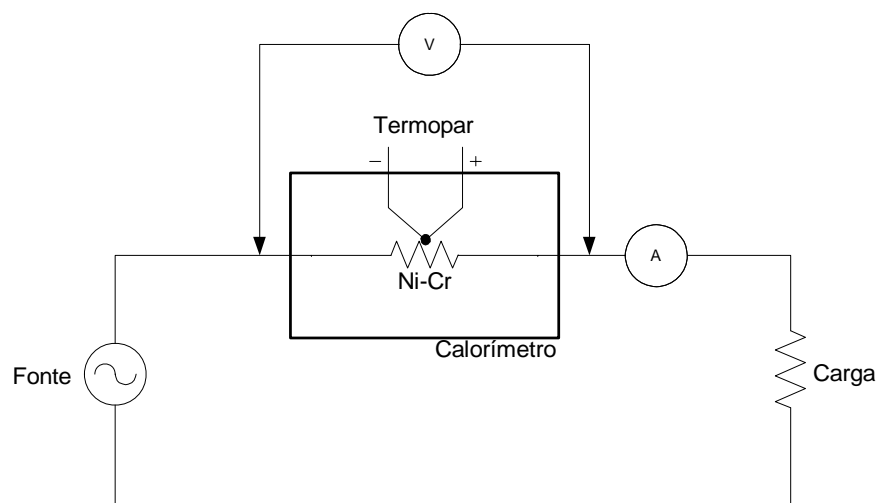 V
Termopar
− +
Ni-Cr
A
Calorímetro
Fonte
Carga